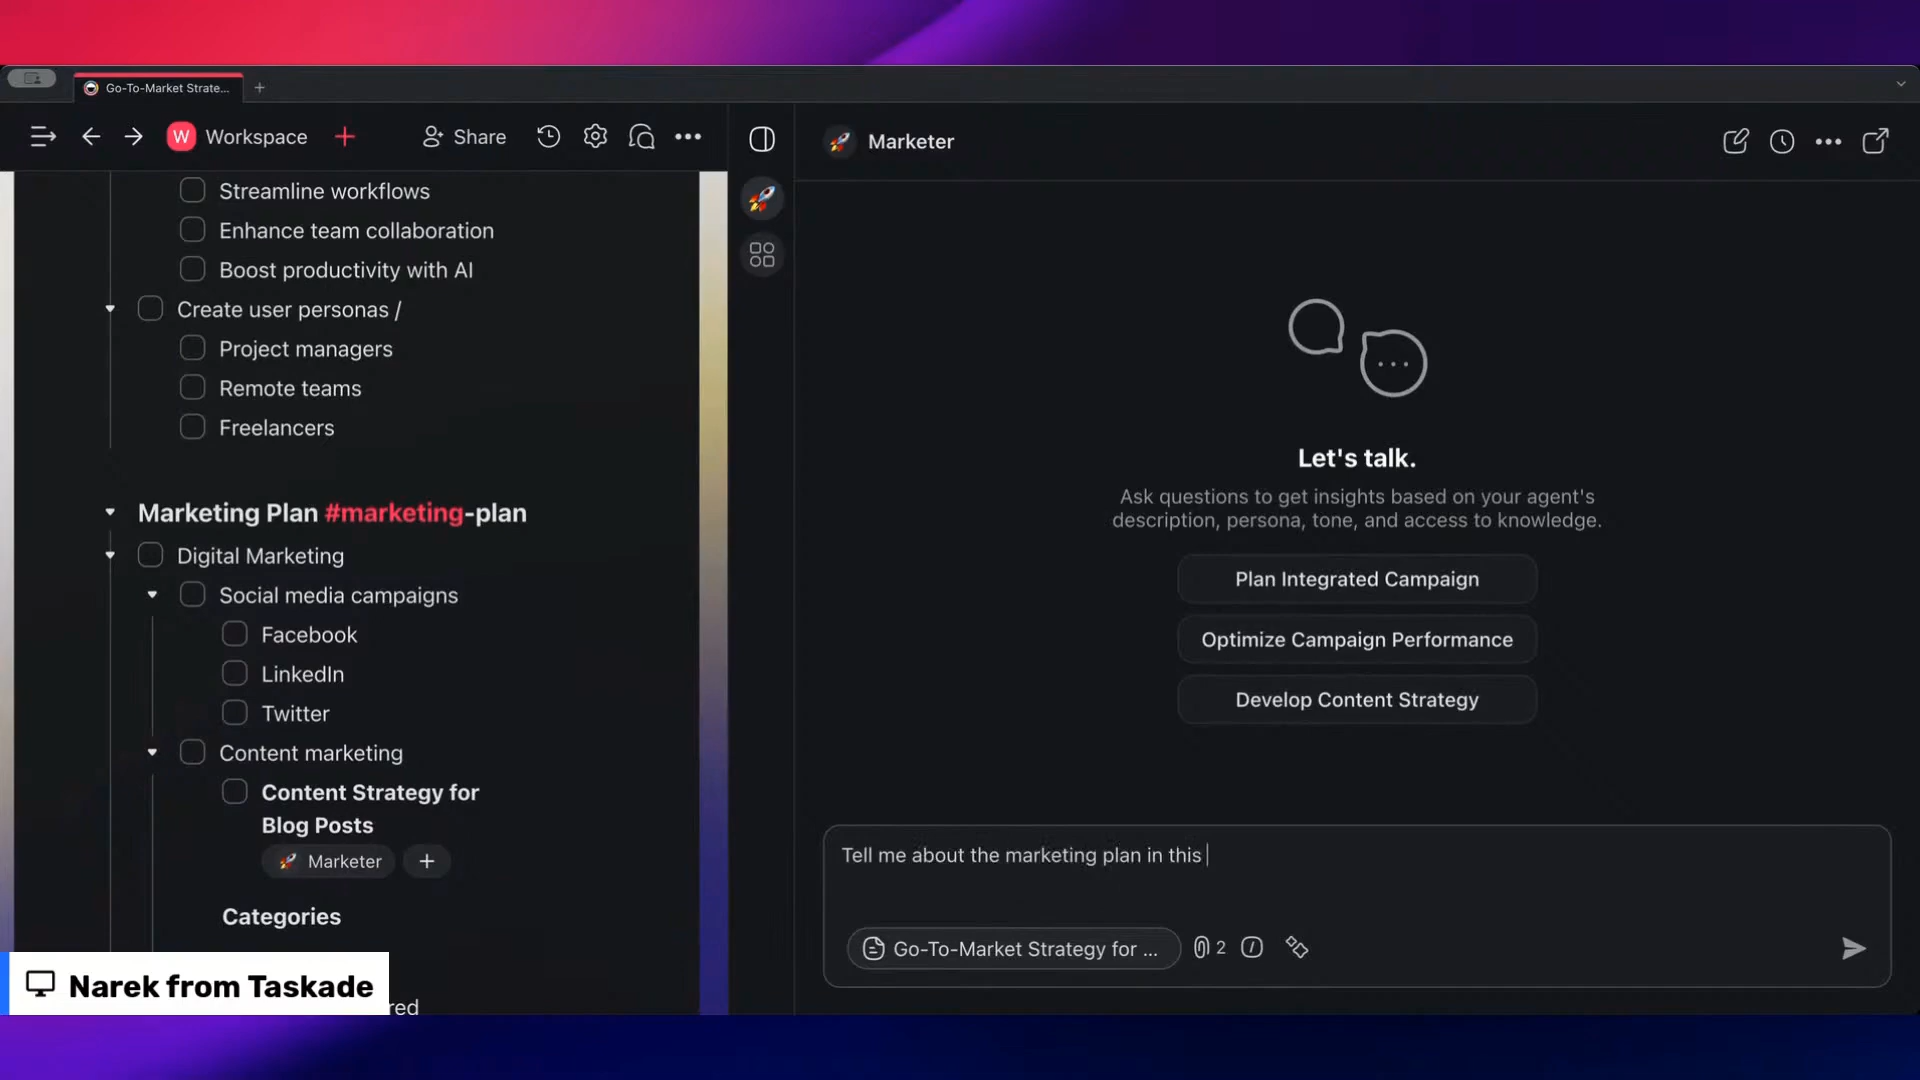 Go-To-Market Strate...
W Workspace
Share
Streamline workflows
Enhance team collaboration
Boost productivity with AI
Create user personas /
Project managers
Remote teams
Freelancers
Marketing Plan #marketing-plan
Digital Marketing
Social media campaigns
Facebook
LinkedIn
Twitter
Content marketing
Content Strategy for
Blog Posts
Marketer
Categories
red
Narek from Taskade
Marketer
Let's talk.
Ask questions to get insights based on your agent's
description, persona, tone, and access to knowledge.
Plan Integrated Campaign
Optimize Campaign Performance
Develop Content Strategy
Tell me about the marketing plan in this
Go-To-Market Strategy for ...
2